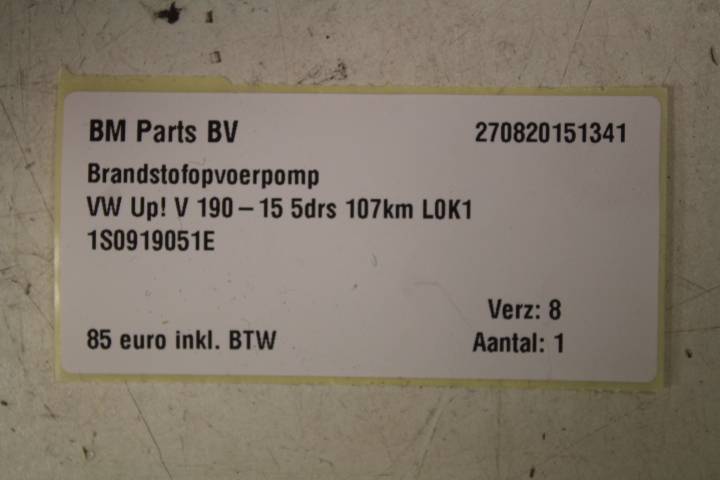 BM Parts BV 270820151341
Brandstofopvoerpomp
VW Up! V 190 – 15 5drs 107km L0K1
1S0919051E
Verz: 8
85 euro inkl. BTW Aantal: 1